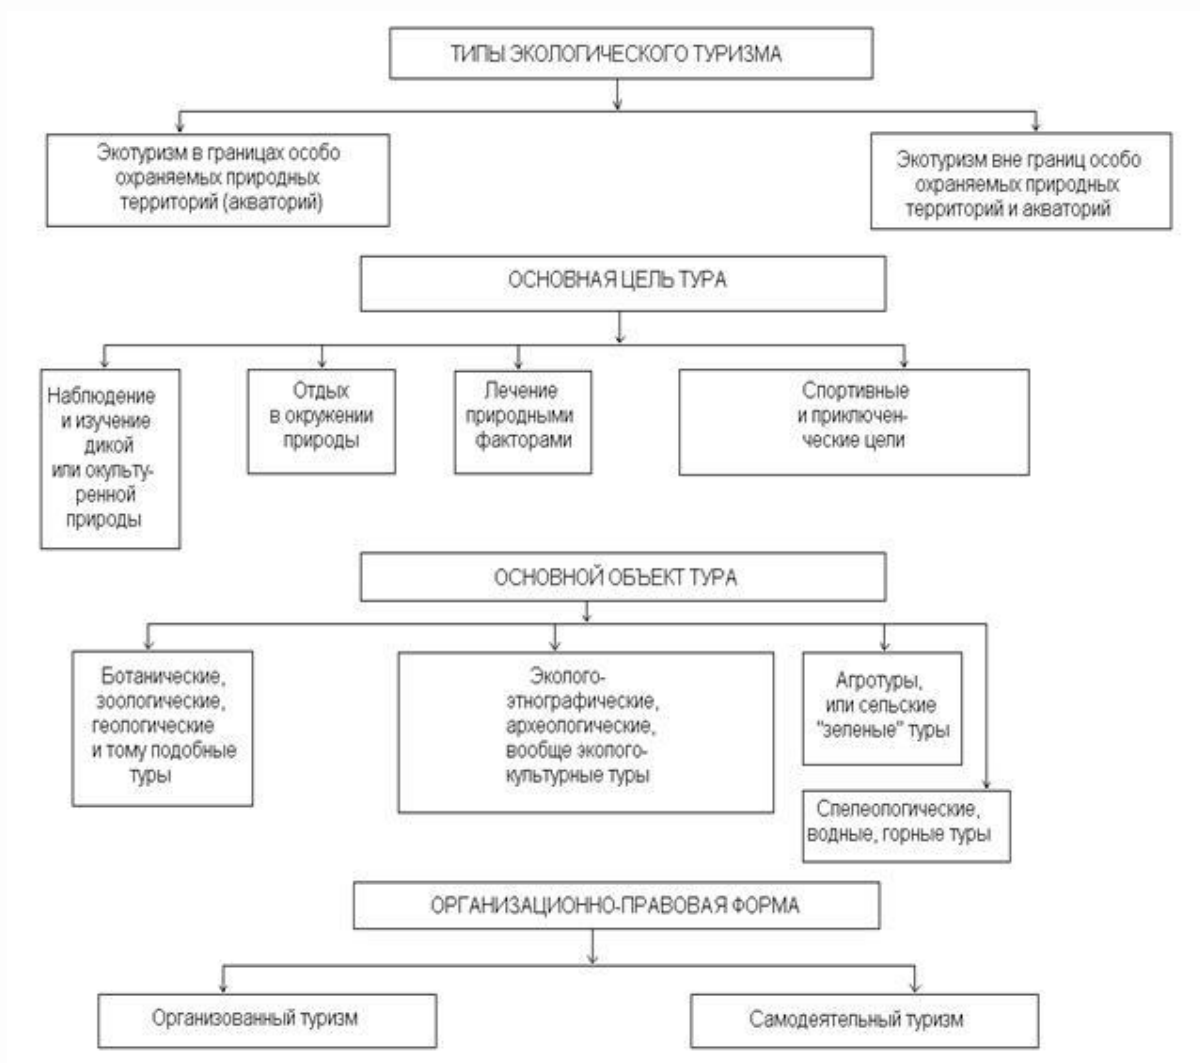 ТИПЫ ЭКОЛОГИЧЕСКОГО ТУРИЗМА
Экотуризм в границах особо
охраняемых природных
территорий (акваторий)
Экотуризм вне границ особо
охраняемых природных
территорий и акваторий
ОСНОВНАЯ ЦЕЛЬ ТУРА
Наблюдение
и изучение
дикой
или окульту-
ренной
природы
Отдых
в окружении
природы
Лечение
природными
факторами
Спортивные
и приключен-
ческие цели
ОСНОВНОЙ ОБЪЕКТ ТУРА
Ботанические,
зоологические,
геологические
и тому подобные
туры
Эколого-
этнографические,
археологические,
вообще эколого-
культурные туры
Агротуры,
или сельские
"зеленые" туры
Спелеологические,
водные, горные туры
ОРГАНИЗАЦИОННО-ПРАВОВАЯ ФОРМА
Организованный туризм
Самодеятельный туризм